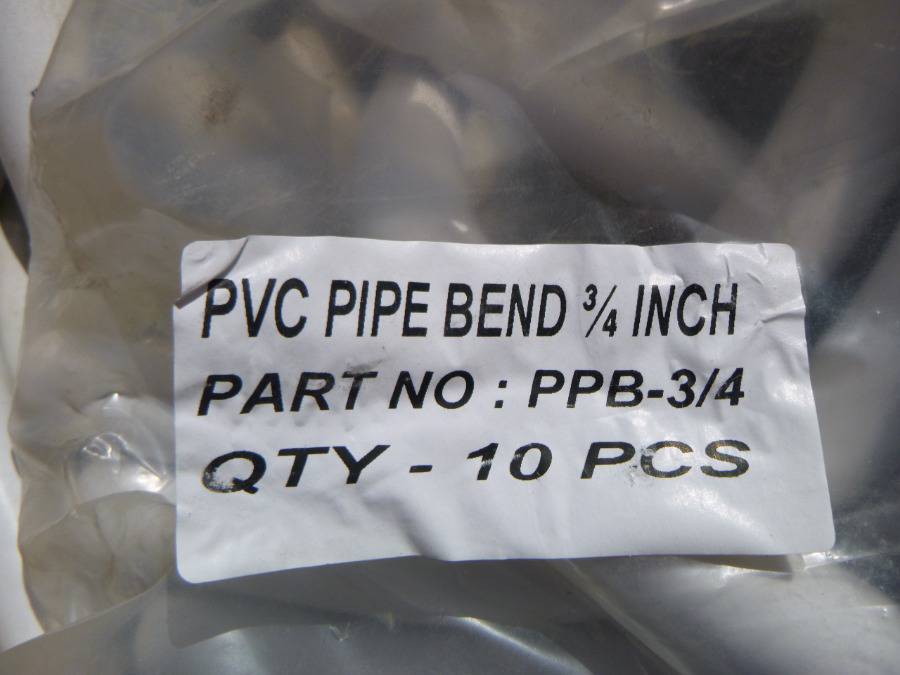 PVC PIPE BEND ¾ INCH
PART NO : PPB-3/4
QTY - 10 PCS